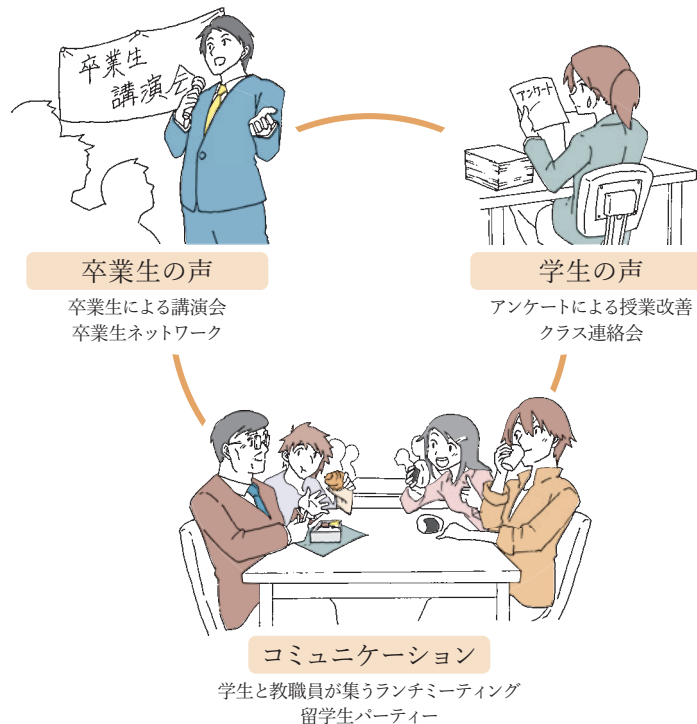 卒業生
講演会
アンケート
卒業生の声
卒業生による講演会
卒業生ネットワーク
学生の声
アンケートによる授業改善
クラス連絡会
コミュニケーション
学生と教職員が集うランチミーティング
留学生パーティー